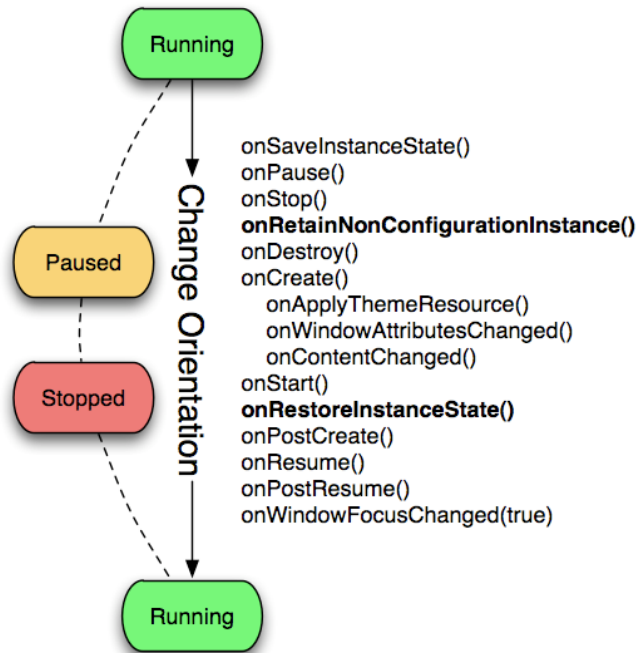 Running
onSaveInstanceState()
onPause()
onStop()
onRetainNonConfigurationInstance()
onDestroy()
onCreate()
onApplyThemeResource()
onWindowAttributesChanged()
onContentChanged()
onStart()
onRestoreInstanceState()
onPostCreate()
onResume()
onPostResume()
onWindowFocusChanged(true)
Change Orientation
Paused
Stopped
Running